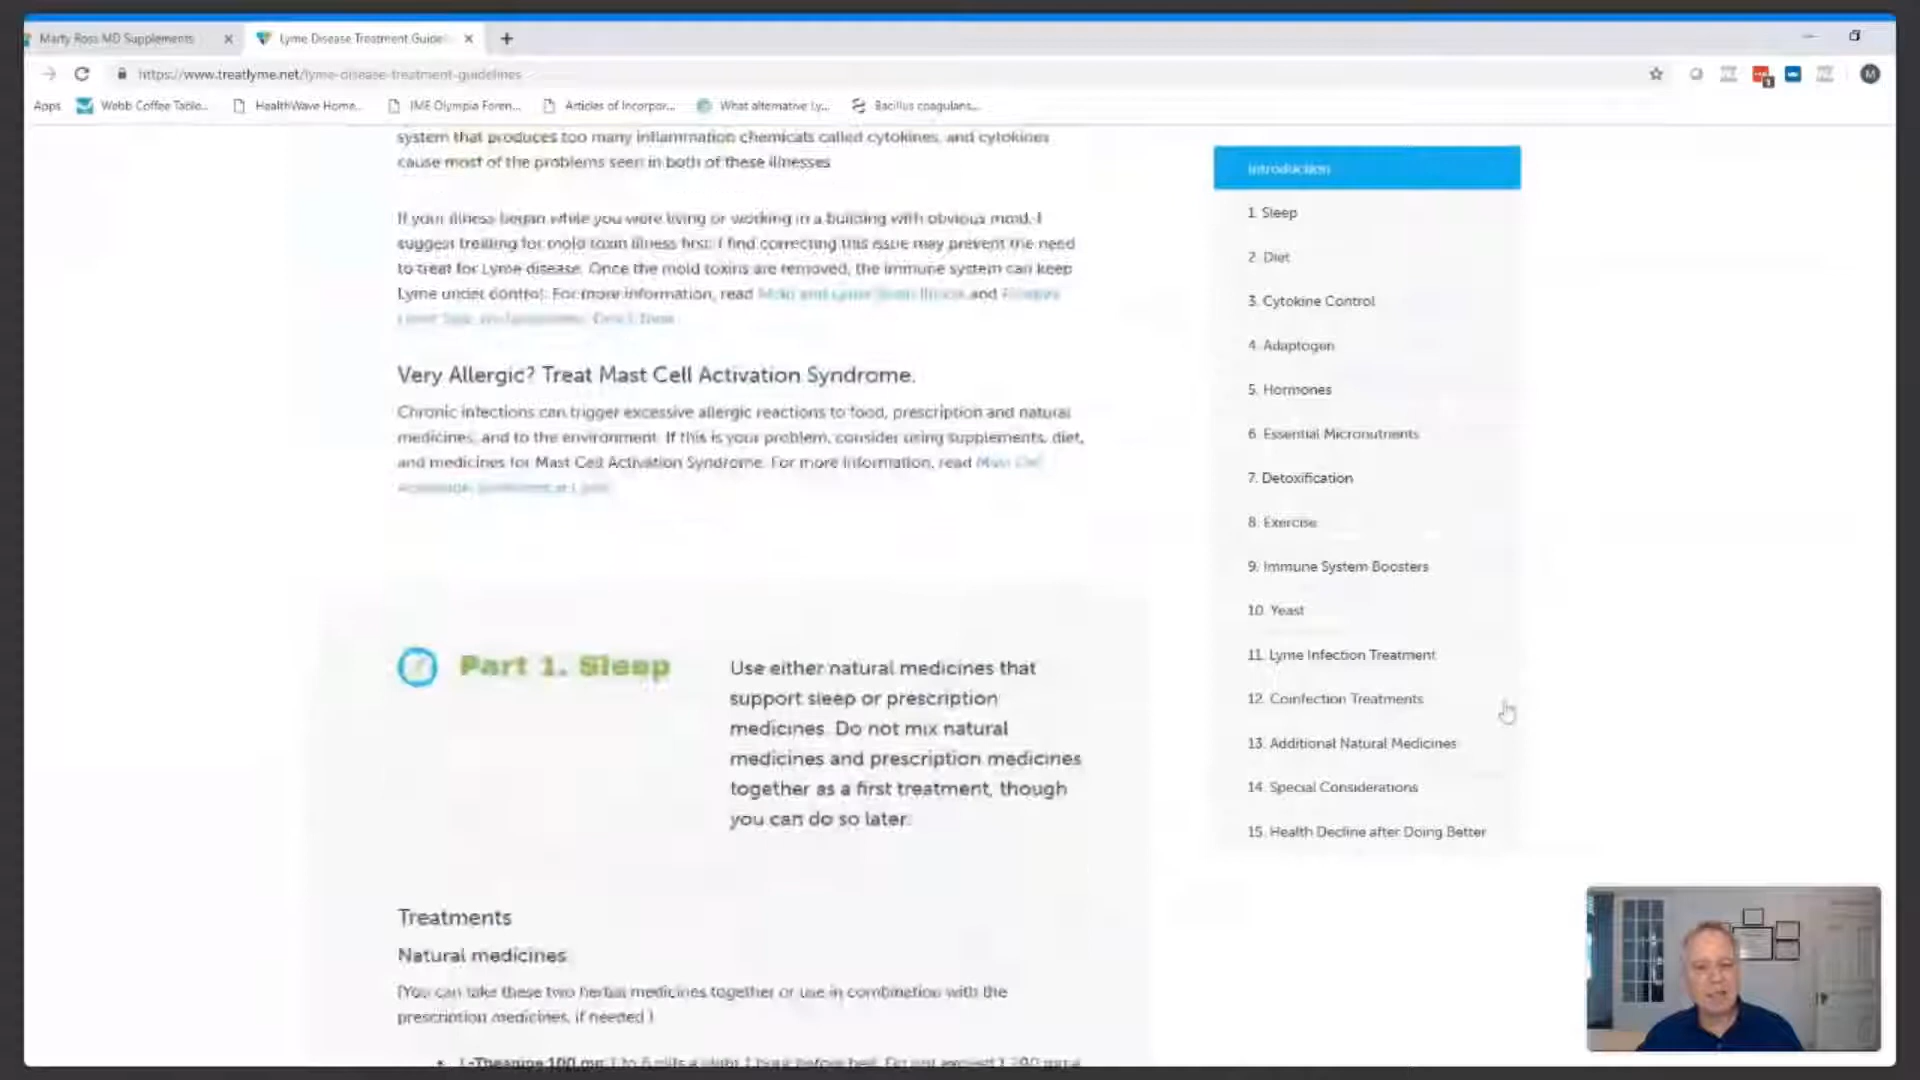 Marty Ross MD Supplements
Lyme Disease Treatment Guidel
https://www.treatlyme.net/lyme-disease-treatment-guidelines
M
Apps
Webb Coffee Table...
HealthWave Home...
IME Olympia Foren...
Articles of Incorpor...
What alternative Ly...
Bacillus coagulans...
system that produces too many inflammation chemicals called cytokines, and cytokines
cause most of the problems seen in both of these illnesses
If your illness began while you were living or working in a building with obvious mold, I
suggest treating for mold toxin illness first. I find correcting this issue may prevent the need
to treat for Lyme disease. Once the mold toxins are removed, the immune system can keep
Lyme under control. For more information, read and
Very Allergic? Treat Mast Cell Activation Syndrome.
Chronic infections can trigger excessive allergic reactions to food, prescription and natural
medicines, and to the environment. If this is your problem, consider using supplements, diet,
and medicines for Mast Cell Activation Syndrome. For more information, read Mast Cell
Part 1. Sleep
Use either natural medicines that
support sleep or prescription
medicines. Do not mix natural
medicines and prescription medicines
together as a first treatment, though
you can do so later.
Treatments
Natural medicines
(You can take these two herbal medicines together or use in combination with the
prescription medicines, if needed.)
L-Theanine 100 mg 1 to
Introduction
1. Sleep
2. Diet
3. Cytokine Control
4. Adaptogen
5. Hormones
6. Essential Micronutrients
7. Detoxification
8. Exercise
9. Immune System Boosters
10. Yeast
11. Lyme Infection Treatment
12. Coinfection Treatments
13. Additional Natural Medicines
14. Special Considerations
15. Health Decline after Doing Better